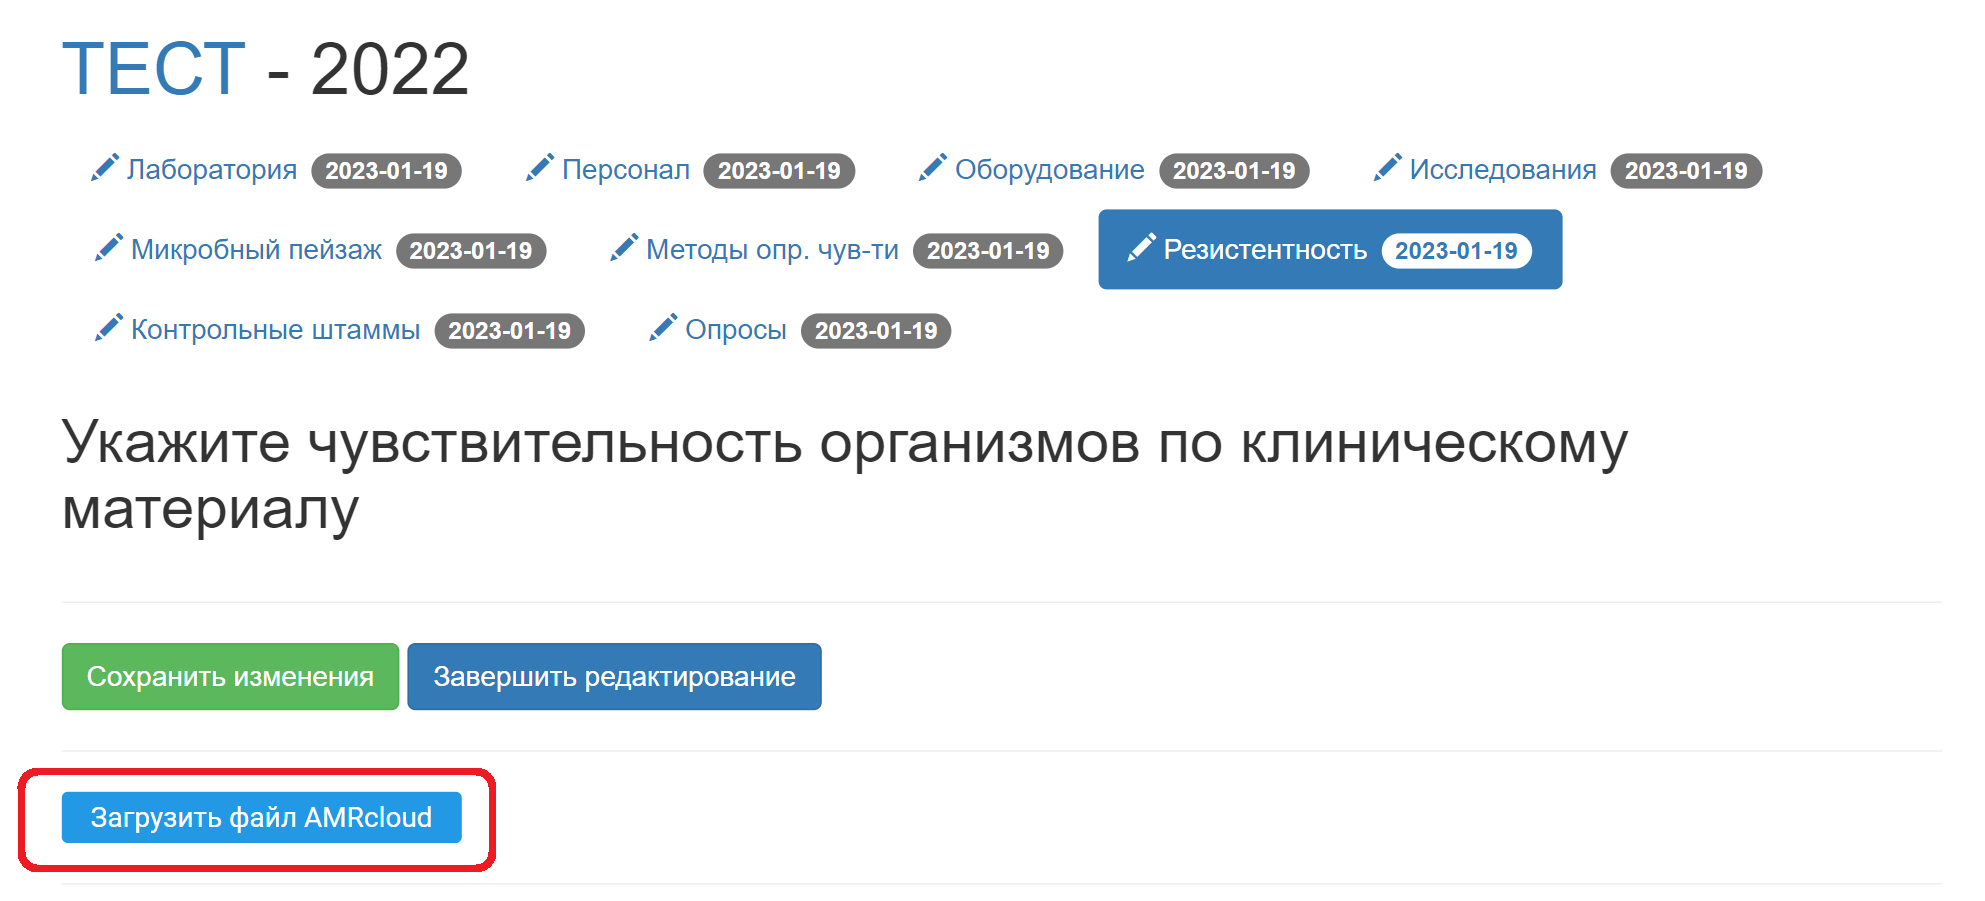 ТЕСТ - 2022
Лаборатория 2023-01-19 Персонал 2023-01-19 Оборудование 2023-01-19 Исследования 2023-01-19
Микробный пейзаж 2023-01-19 Методы опр. чув-ти 2023-01-19 Резистентность 2023-01-19
Контрольные штаммы 2023-01-19 Опросы 2023-01-19
Укажите чувствительность организмов по клиническому
материалу
Сохранить изменения Завершить редактирование
Загрузить файл AMRcloud